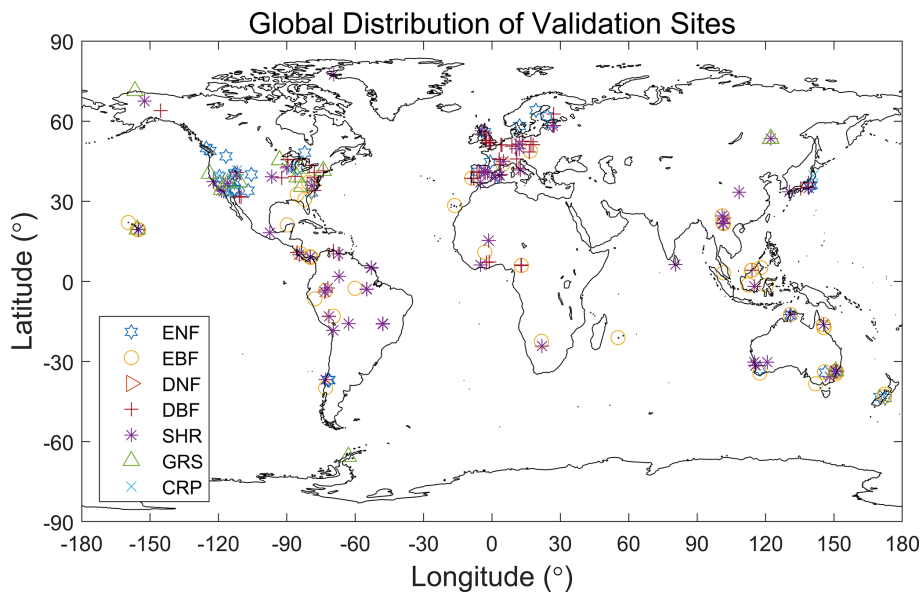 Global Distribution of Validation Sites
90
60
30
0
-30
-60
-90
Latitude (°)
ENF
EBF
DNF
DBF
SHR
GRS
CRP
-180 -150 -120 -90 -60 -30 0 30 60 90 120 150 180
Longitude (°)